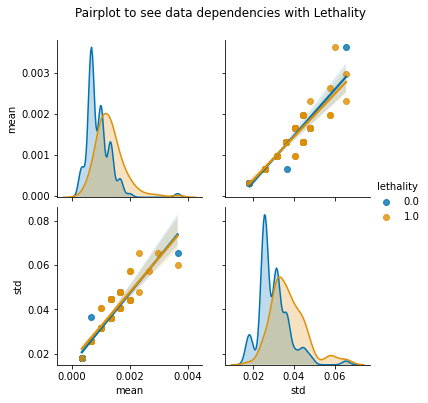 Pairplot to see data dependencies with Lethality
0.003
0.002
0.001
0.000
mean
lethality
0.0
1.0
0.08
0.06
0.04
0.02
std
0.000 0.002 0.004
mean
0.02 0.04 0.06
std